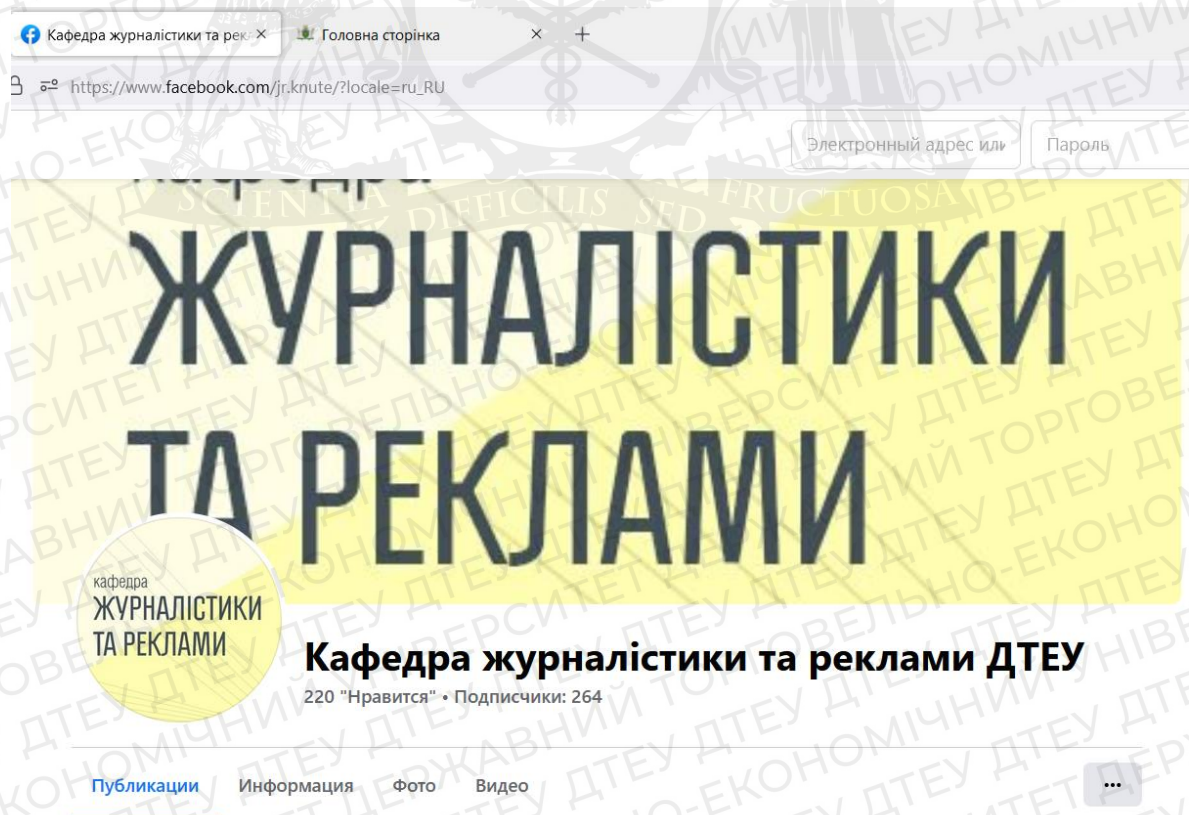 Кафедра журналістики та рек
Головна сторінка
https://www.facebook.com/jr.knute/?locale=ru_RU
Электронный адрес или
Пароль
SCIENTIA DIFFICILIS SED FRUCTUOSA
кафедра
ЖУРНАЛІСТИКИ
ТА РЕКЛАМИ
кафедра
ЖУРНАЛІСТИКИ
ТА РЕКЛАМИ
Кафедра журналістики та реклами ДТЕУ
220 "Нравится" • Подписчики: 264
Публикации Информация Фото Видео